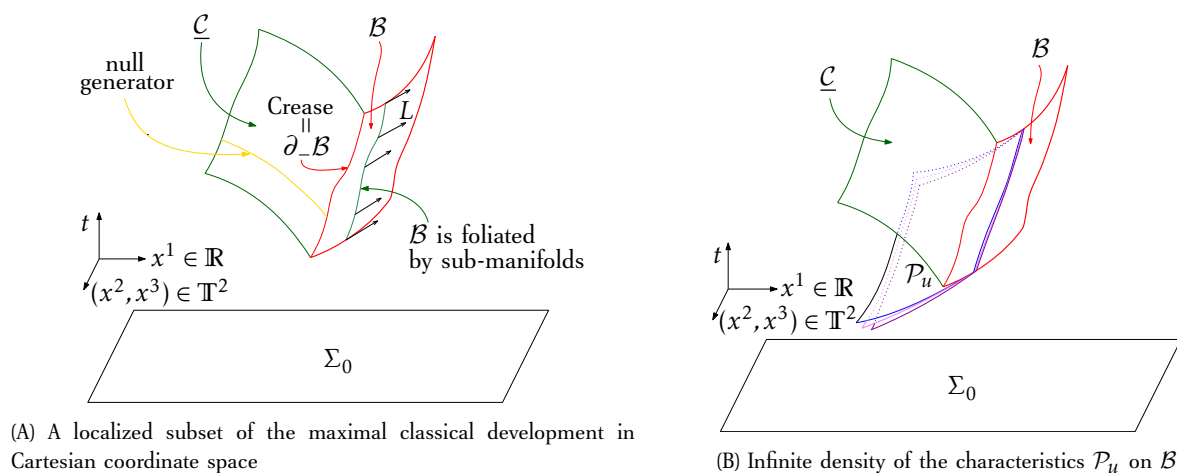 C
B
null
generator
Crease
=
∂_B
L
t
x¹ ∈ ℝ
(x², x³) ∈ 𝕋²
B is foliated
by sub-manifolds
Σ₀
(A) A localized subset of the maximal classical development in
Cartesian coordinate space
C
B
t
x¹ ∈ ℝ
(x², x³) ∈ 𝕋²
P_u
Σ₀
(B) Infinite density of the characteristics P_u on B